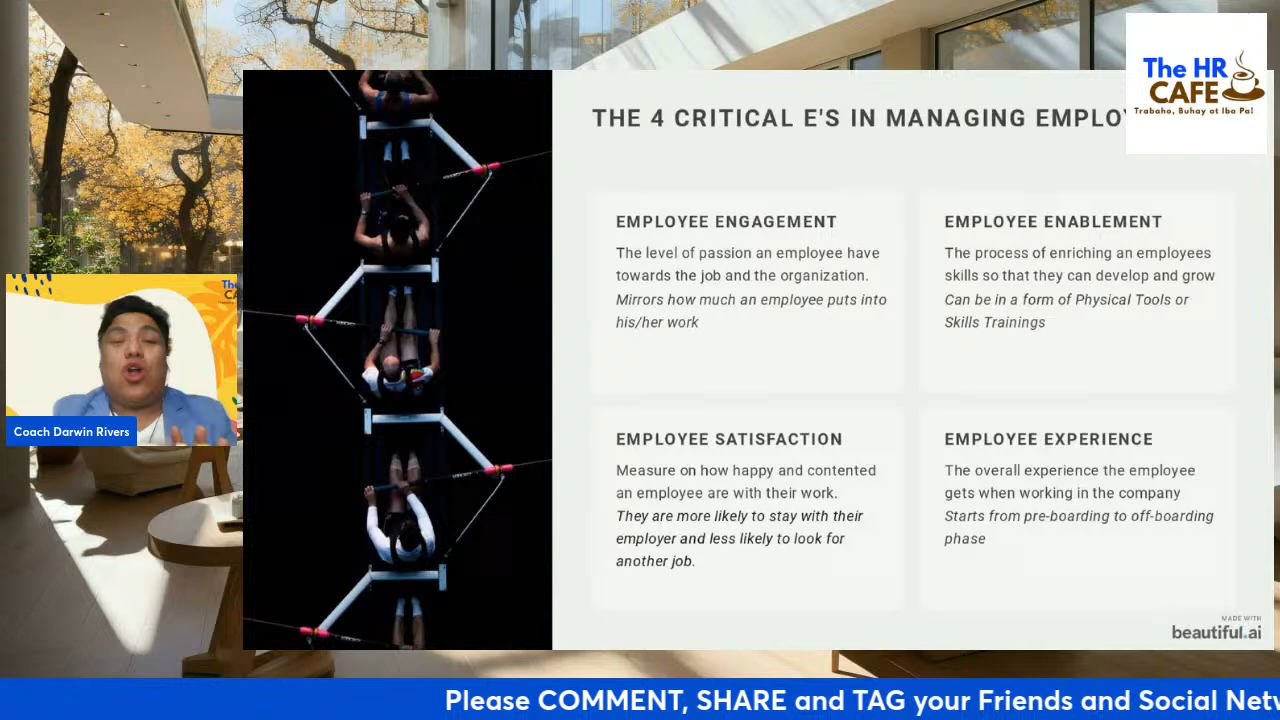 The HR
CAFE
Trabaho, Buhay at Iba Pa!
THE 4 CRITICAL E'S IN MANAGING EMPLOY
EMPLOYEE ENGAGEMENT
The level of passion an employee have
towards the job and the organization.
Mirrors how much an employee puts into
his/her work
EMPLOYEE ENABLEMENT
The process of enriching an employees
skills so that they can develop and grow
Can be in a form of Physical Tools or
Skills Trainings
EMPLOYEE SATISFACTION
Measure on how happy and contented
an employee are with their work.
They are more likely to stay with their
employer and less likely to look for
another job.
EMPLOYEE EXPERIENCE
The overall experience the employee
gets when working in the company
Starts from pre-boarding to off-boarding
phase
The
CA
Coach Darwin Rivers
MADE WITH
beautiful.ai
Please COMMENT, SHARE and TAG your Friends and Social Netw